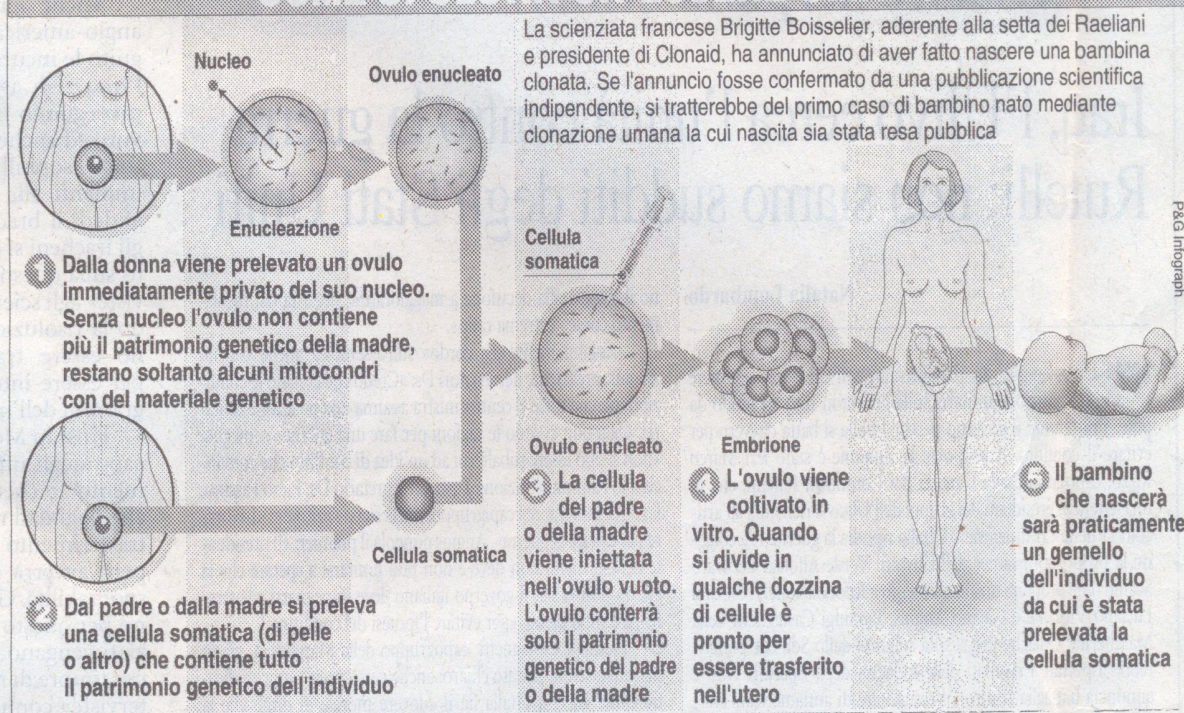 La scienziata francese Brigitte Boisselier, aderente alla setta dei Raeliani
e presidente di Clonaid, ha annunciato di aver fatto nascere una bambina
clonata. Se l'annuncio fosse confermato da una pubblicazione scientifica
indipendente, si tratterebbe del primo caso di bambino nato mediante
clonazione umana la cui nascita sia stata resa pubblica
Nucleo
Ovulo enucleato
Enucleazione
1 Dalla donna viene prelevato un ovulo
immediatamente privato del suo nucleo.
Senza nucleo l'ovulo non contiene
più il patrimonio genetico della madre,
restano soltanto alcuni mitocondri
con del materiale genetico
Cellula somatica
2 Dal padre o dalla madre si preleva
una cellula somatica (di pelle
o altro) che contiene tutto
il patrimonio genetico dell'individuo
Cellula
somatica
Ovulo enucleato
3 La cellula
del padre
o della madre
viene iniettata
nell'ovulo vuoto.
L'ovulo conterrà
solo il patrimonio
genetico del padre
o della madre
Embrione
4 L'ovulo viene
coltivato in
vitro. Quando
si divide in
qualche dozzina
di cellule è
pronto per
essere trasferito
nell'utero
5 Il bambino
che nascerà
sarà praticamente
un gemello
dell'individuo
da cui è stata
prelevata la
cellula somatica
P&G Infograph